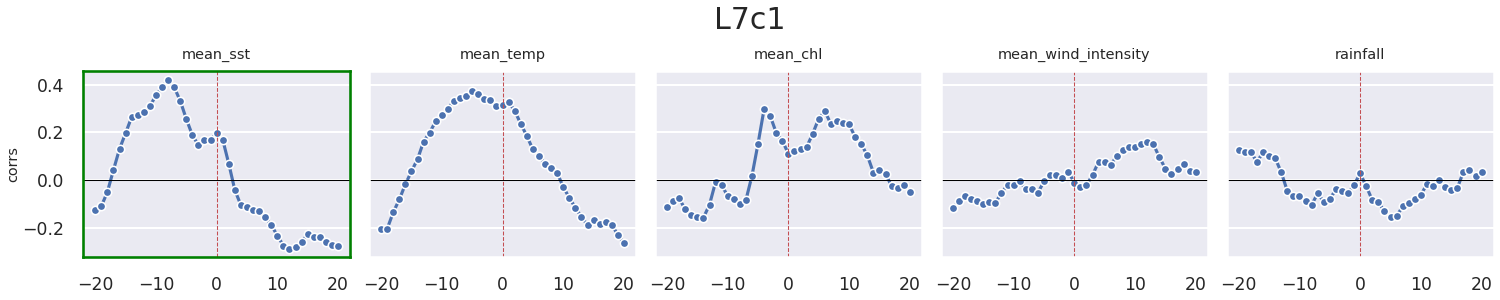 L7c1
mean_sst mean_temp mean_chl mean_wind_intensity rainfall
0.4
0.2
0.0
−0.2
corrs
−20 −10 0 10 20 −20 −10 0 10 20 −20 −10 0 10 20 −20 −10 0 10 20 −20 −10 0 10 20